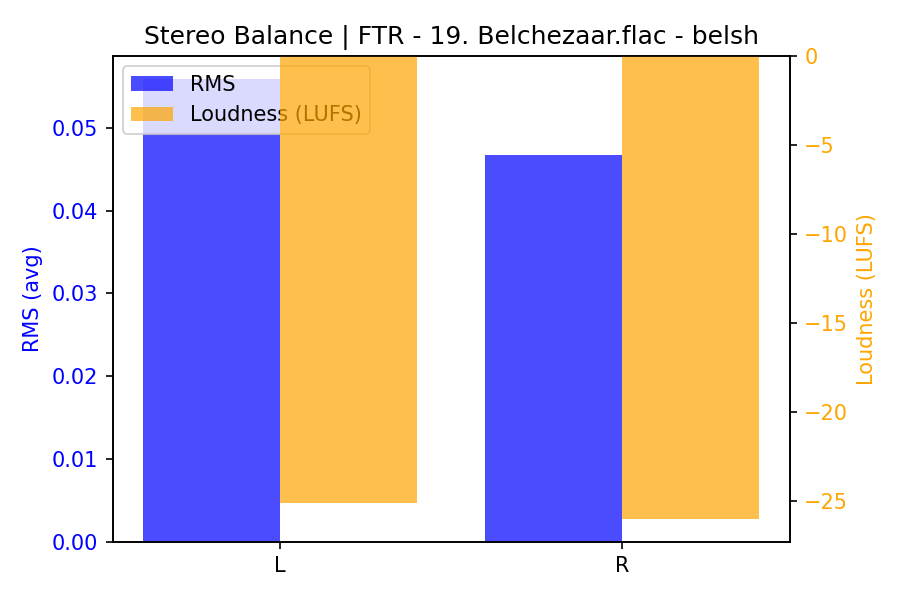 Stereo Balance | FTR - 19. Belchezaar.flac - belsh
RMS
Loudness (LUFS)
RMS (avg)
0.05
0.04
0.03
0.02
0.01
0.00
L
R
0
−5
−10
−15
−20
−25
Loudness (LUFS)